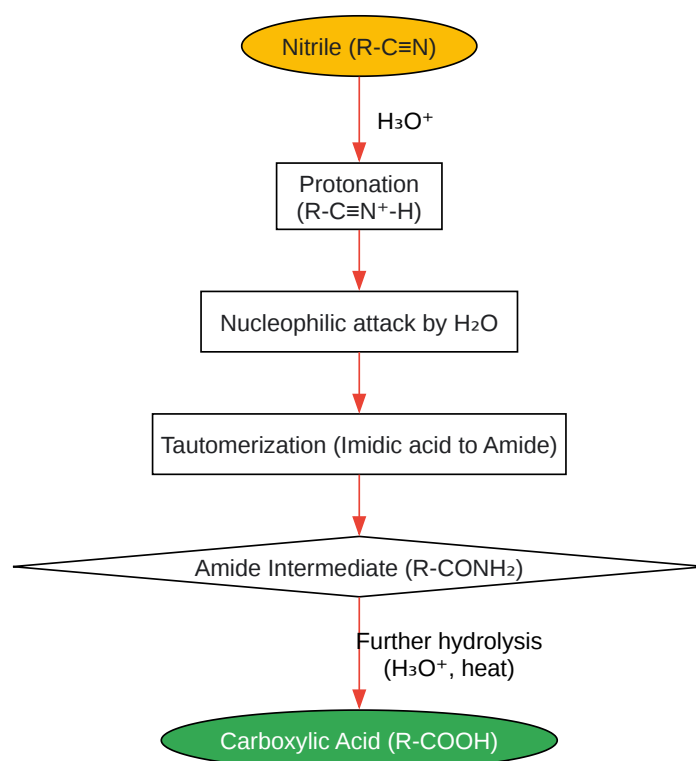 Nitrile (R-C≡N)
H₃O⁺
Protonation
(R-C≡N⁺-H)
Nucleophilic attack by H₂O
Tautomerization (Imidic acid to Amide)
Amide Intermediate (R-CONH₂)
Further hydrolysis
(H₃O⁺, heat)
Carboxylic Acid (R-COOH)